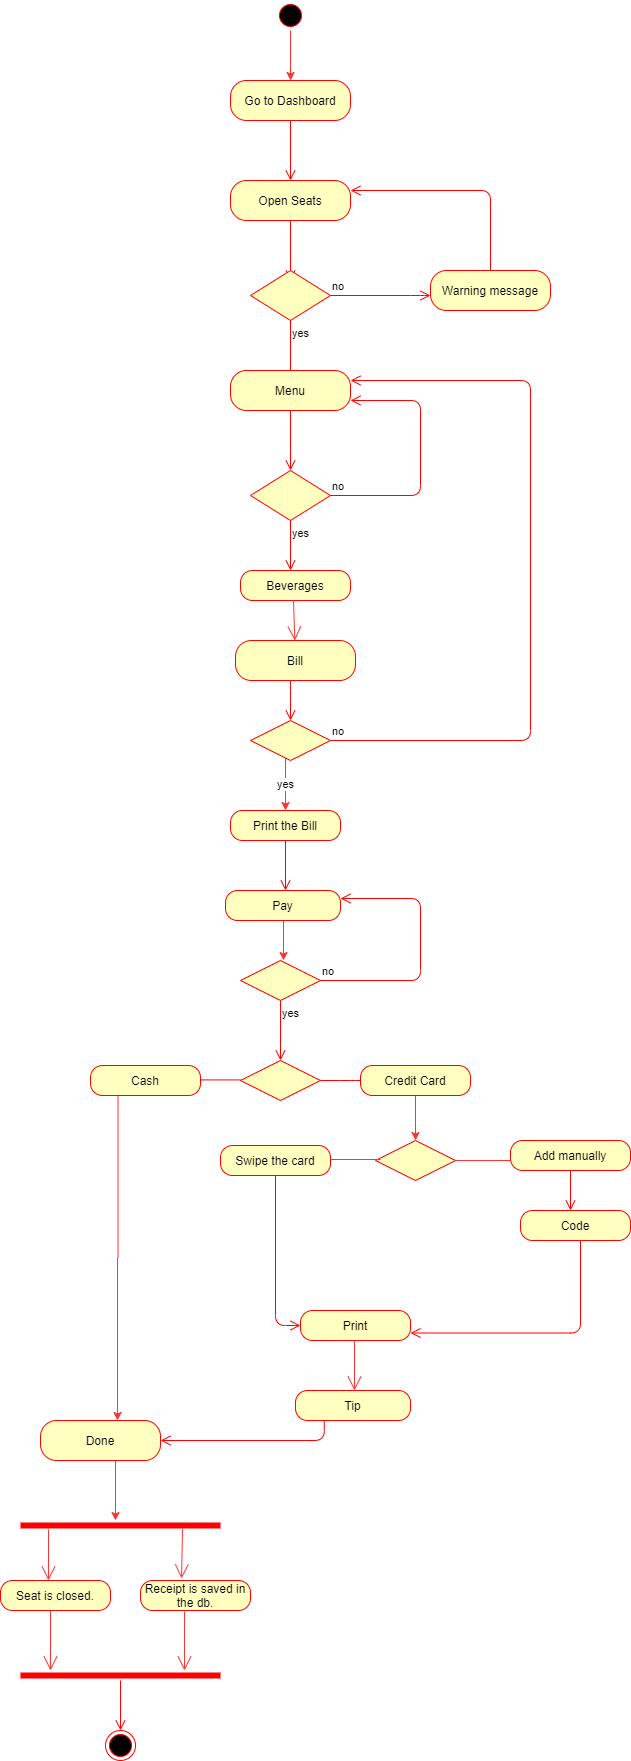 Go to Dashboard
Open Seats
no
Warning message
yes
Menu
no
yes
Beverages
Bill
no
yes
Print the Bill
Pay
no
yes
Cash
Credit Card
Swipe the card
Add manually
Code
Print
Tip
Done
Seat is closed.
Receipt is saved in
the db.